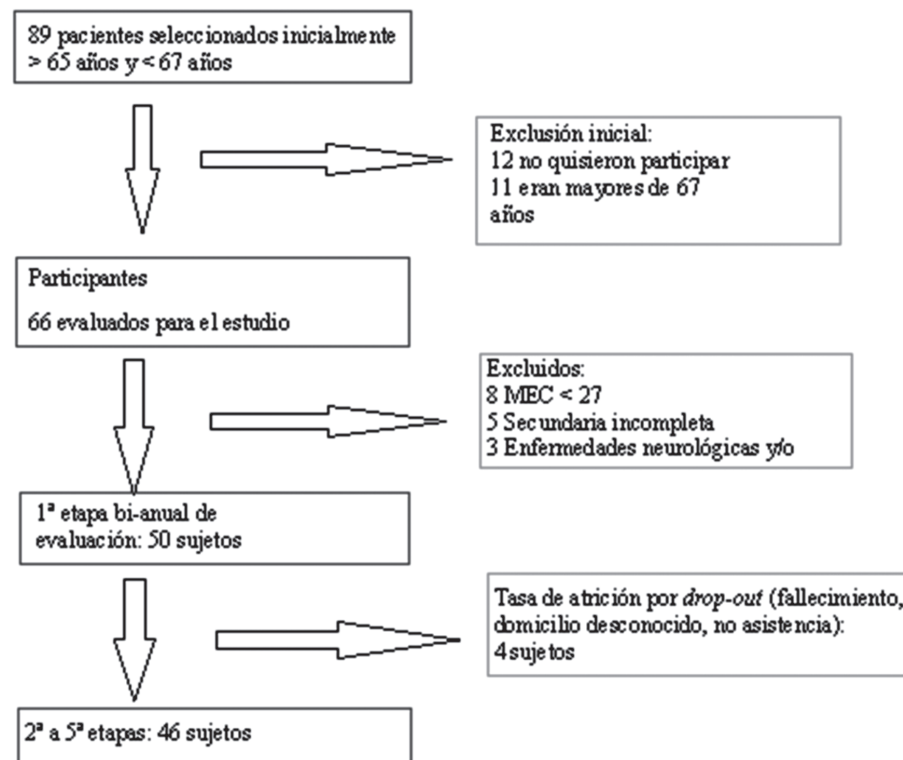 89 pacientes seleccionados inicialmente
> 65 años y < 67 años
Exclusión inicial:
12 no quisieron participar
11 eran mayores de 67
años
Participantes
66 evaluados para el estudio
Excluidos:
8 MEC < 27
5 Secundaria incompleta
3 Enfermedades neurológicas y/o
1ª etapa bi-anual de
evaluación: 50 sujetos
Tasa de atrición por drop-out (fallecimiento,
domicilio desconocido, no asistencia):
4 sujetos
2ª a 5ª etapas: 46 sujetos